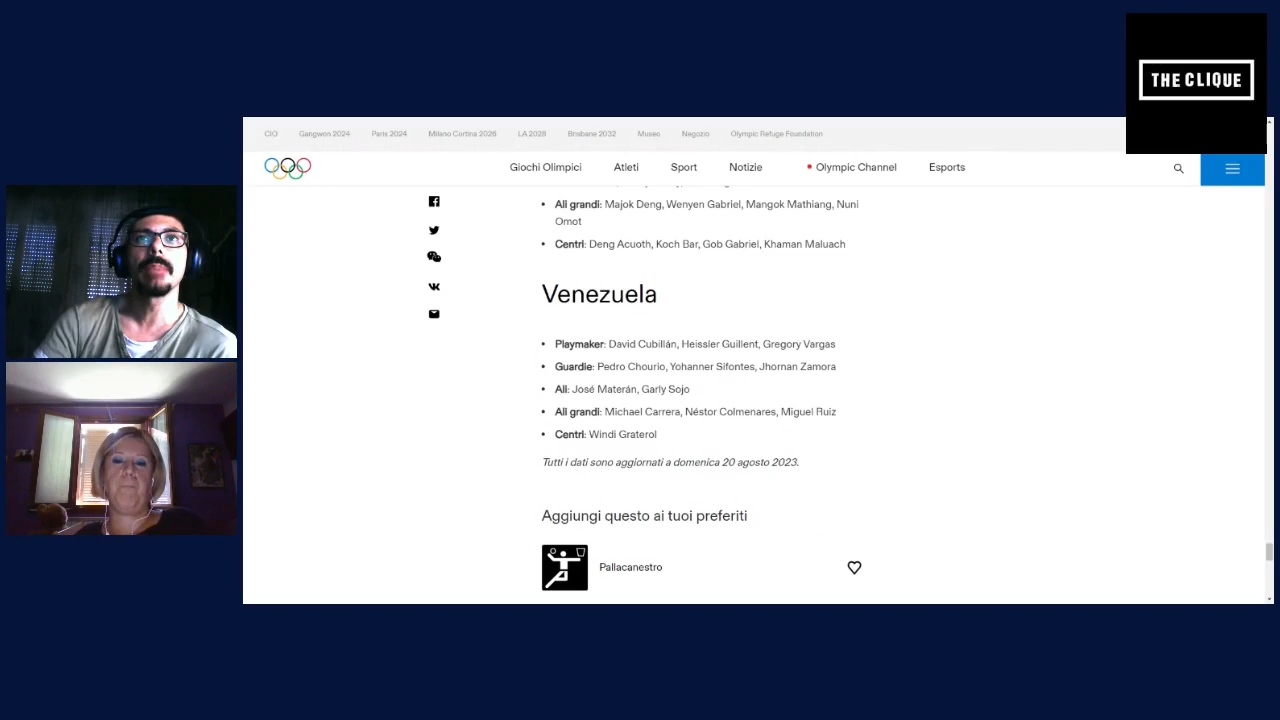 THE CLIQUE
CIO Gangwon 2024 Paris 2024 Milano Cortina 2026 LA 2028 Brisbane 2032 Museo Negozio Olympic Refuge Foundation
Giochi Olimpici Atleti Sport Notizie Olympic Channel Esports
Ali grandi: Majok Deng, Wenyen Gabriel, Mangok Mathiang, Nuni
Omot
Centri: Deng Acuoth, Koch Bar, Gob Gabriel, Khaman Maluach
Venezuela
Playmaker: David Cubillán, Heissler Guillent, Gregory Vargas
Guardie: Pedro Chourio, Yohanner Sifontes, Jhornan Zamora
Ali: José Materán, Garly Sojo
Ali grandi: Michael Carrera, Néstor Colmenares, Miguel Ruiz
Centri: Windi Graterol
Tutti i dati sono aggiornati a domenica 20 agosto 2023.
Aggiungi questo ai tuoi preferiti
Pallacanestro